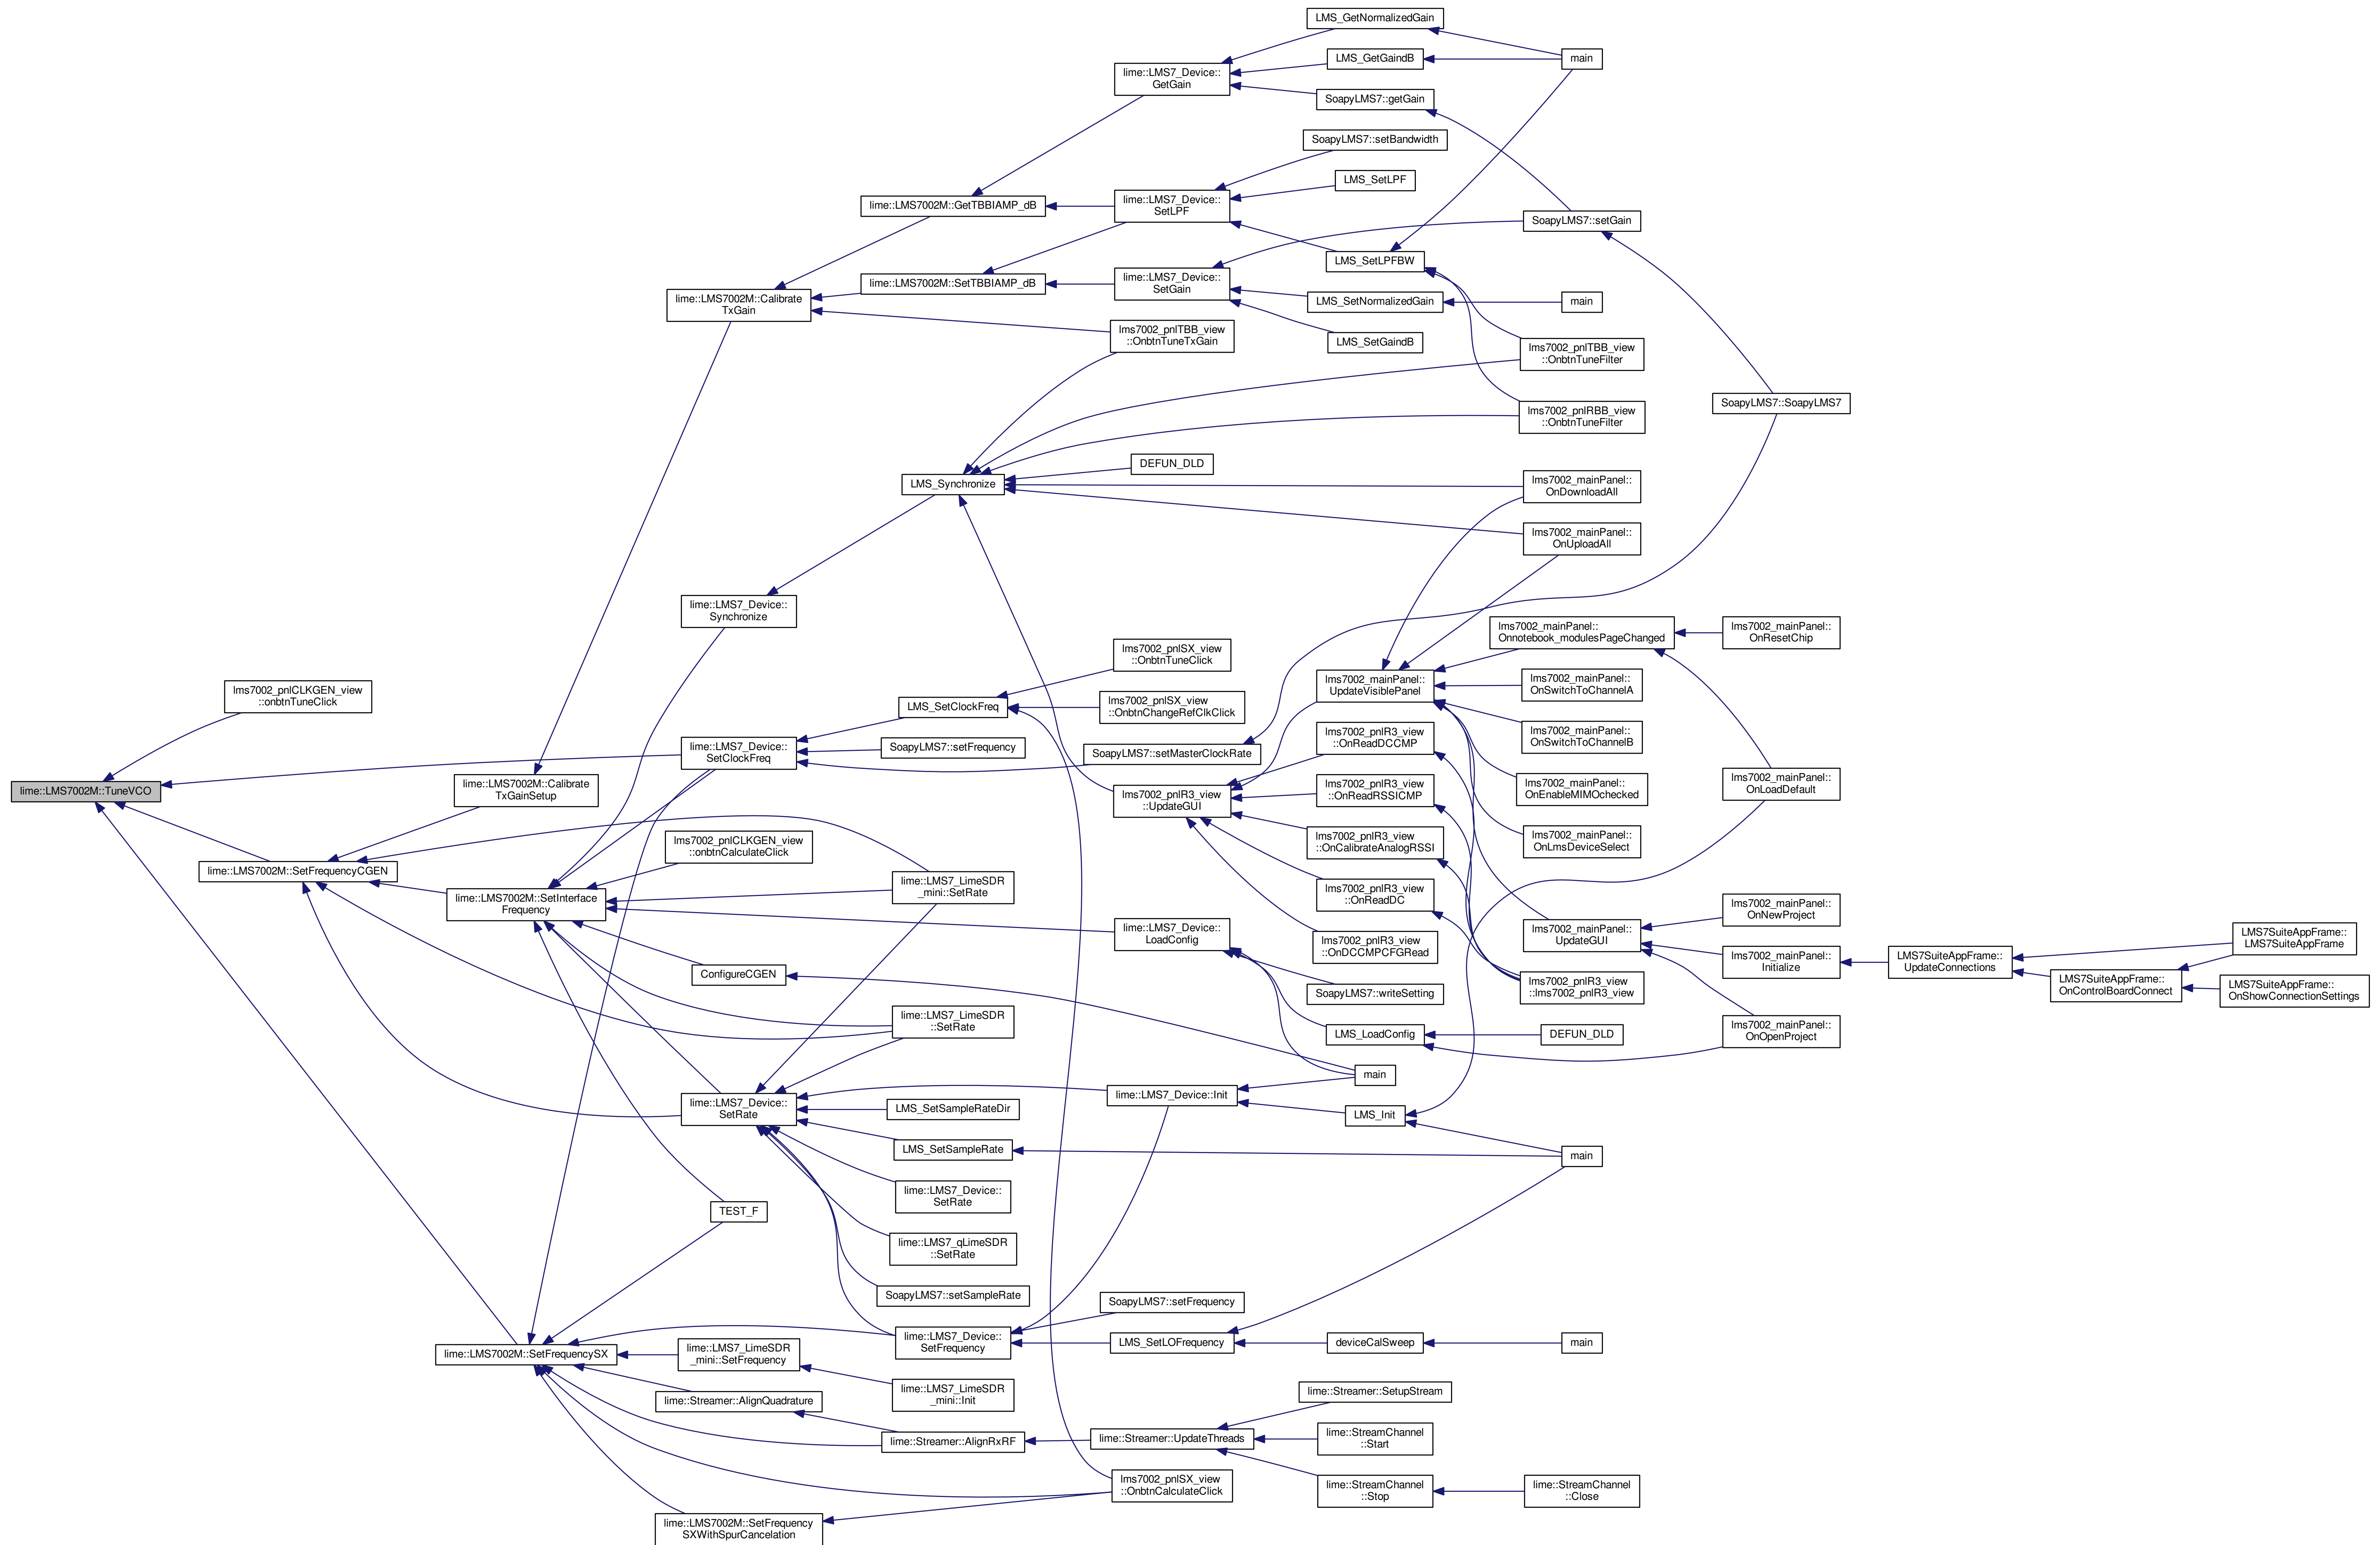 LMS_GetNormalizedGain
LMS_GetGaindB
main
lime::LMS7_Device::
GetGain
SoapyLMS7::getGain
SoapyLMS7::setBandwidth
LMS_SetLPF
lime::LMS7002M::GetTBBIAMP_dB
lime::LMS7_Device::
SetLPF
SoapyLMS7::setGain
LMS_SetLPFBW
lime::LMS7002M::SetTBBIAMP_dB
lime::LMS7_Device::
SetGain
lime::LMS7002M::Calibrate
TxGain
LMS_SetNormalizedGain
main
lms7002_pnlTBB_view
::OnbtnTuneTxGain
LMS_SetGaindB
lms7002_pnlTBB_view
::OnbtnTuneFilter
SoapyLMS7::SoapyLMS7
lms7002_pnlRBB_view
::OnbtnTuneFilter
DEFUN_DLD
LMS_Synchronize
lms7002_mainPanel::
OnDownloadAll
lms7002_mainPanel::
OnUploadAll
lime::LMS7_Device::
Synchronize
lms7002_mainPanel::
Onnotebook_modulesPageChanged
lms7002_mainPanel::
OnResetChip
lms7002_pnlSX_view
::OnbtnTuneClick
lms7002_pnlCLKGEN_view
::onbtnTuneClick
lms7002_mainPanel::
UpdateVisiblePanel
lms7002_mainPanel::
OnSwitchToChannelA
LMS_SetClockFreq
lms7002_pnlSX_view
::OnbtnChangeRefClkClick
lime::LMS7_Device::
SetClockFreq
SoapyLMS7::setFrequency
SoapyLMS7::setMasterClockRate
lms7002_pnlR3_view
::OnReadDCCMP
lms7002_mainPanel::
OnSwitchToChannelB
lime::LMS7002M::TuneVCO
lime::LMS7002M::Calibrate
TxGainSetup
lms7002_pnlR3_view
::UpdateGUI
lms7002_pnlR3_view
::OnReadRSSICMP
lms7002_mainPanel::
OnEnableMIMOchecked
lms7002_mainPanel::
OnLoadDefault
lms7002_pnlCLKGEN_view
::onbtnCalculateClick
lms7002_pnlR3_view
::OnCalibrateAnalogRSSI
lms7002_mainPanel::
OnLmsDeviceSelect
lime::LMS7002M::SetFrequencyCGEN
lime::LMS7002M::SetInterface
Frequency
lime::LMS7_LimeSDR
_mini::SetRate
lms7002_pnlR3_view
::OnReadDC
lms7002_mainPanel::
OnNewProject
lime::LMS7_Device::
LoadConfig
lms7002_pnlR3_view
::OnDCCMPCFGRead
lms7002_mainPanel::
UpdateGUI
LMS7SuiteAppFrame::
LMS7SuiteAppFrame
lms7002_mainPanel::
Initialize
LMS7SuiteAppFrame::
UpdateConnections
ConfigureCGEN
SoapyLMS7::writeSetting
lms7002_pnlR3_view
::lms7002_pnlR3_view
LMS7SuiteAppFrame::
OnControlBoardConnect
LMS7SuiteAppFrame::
OnShowConnectionSettings
lime::LMS7_LimeSDR
::SetRate
LMS_LoadConfig
DEFUN_DLD
lms7002_mainPanel::
OnOpenProject
main
lime::LMS7_Device::
SetRate
lime::LMS7_Device::Init
LMS_SetSampleRateDir
LMS_Init
LMS_SetSampleRate
main
lime::LMS7_Device::
SetRate
TEST_F
lime::LMS7_qLimeSDR
::SetRate
SoapyLMS7::setSampleRate
SoapyLMS7::setFrequency
lime::LMS7002M::SetFrequencySX
lime::LMS7_LimeSDR
_mini::SetFrequency
lime::LMS7_Device::
SetFrequency
LMS_SetLOFrequency
deviceCalSweep
main
lime::LMS7_LimeSDR
_mini::Init
lime::Streamer::AlignQuadrature
lime::Streamer::SetupStream
lime::Streamer::AlignRxRF
lime::Streamer::UpdateThreads
lime::StreamChannel
::Start
lms7002_pnlSX_view
::OnbtnCalculateClick
lime::StreamChannel
::Stop
lime::StreamChannel
::Close
lime::LMS7002M::SetFrequency
SXWithSpurCancelation